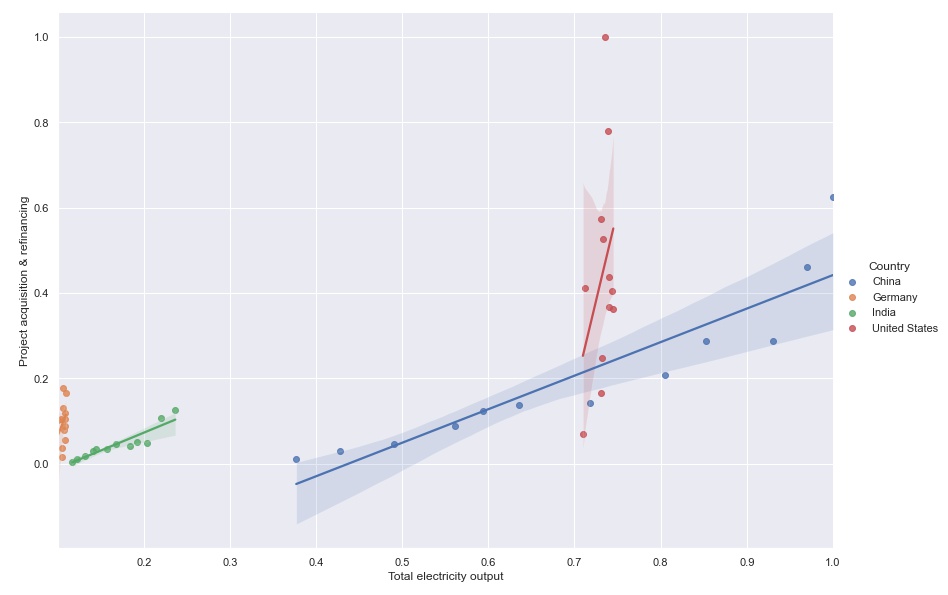 1.0
0.8
0.6
0.4
0.2
0.0
Project acquisition & refinancing
0.2
0.3
0.4
0.5
0.6
0.7
0.8
0.9
1.0
Total electricity output
Country
China
Germany
India
United States